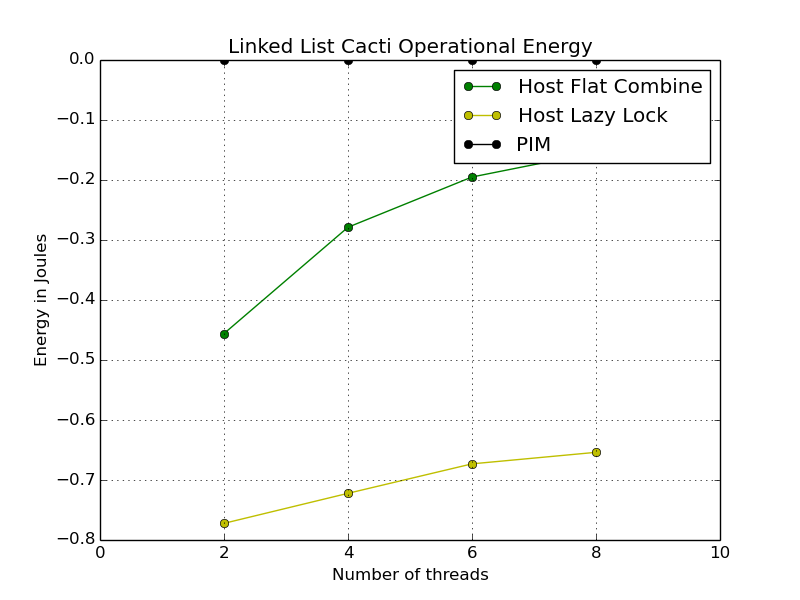 Linked List Cacti Operational Energy
0.0
−0.1
−0.2
−0.3
−0.4
−0.5
−0.6
−0.7
−0.8
Energy in Joules
Host Flat Combine
Host Lazy Lock
PIM
0 2 4 6 8 10
Number of threads